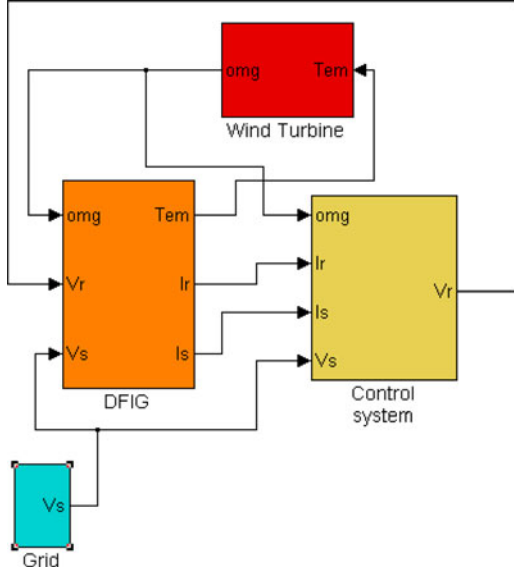 omg Tem
Wind Turbine
omg Tem
Vr Ir
Vs Is
DFIG
omg
Ir
Is
Vs
Vr
Control
system
Vs
Grid